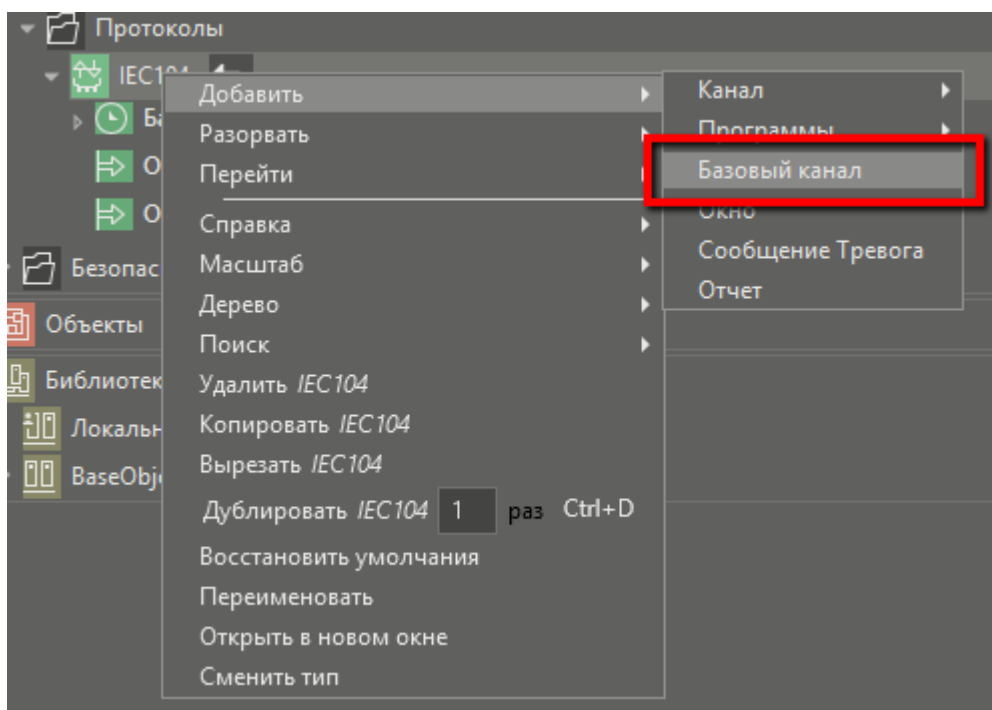 Протоколы
IEC104
Добавить
Разорвать
Перейти
Справка
Масштаб
Дерево
Поиск
Удалить IEC104
Копировать IEC104
Вырезать IEC104
Дублировать IEC104 1 раз Ctrl+D
Восстановить умолчания
Переименовать
Открыть в новом окне
Сменить тип
Канал
Программы
Базовый канал
Окно
Сообщение Тревога
Отчет
Безопас
Объекты
Библиотек
Локальн
BaseObj